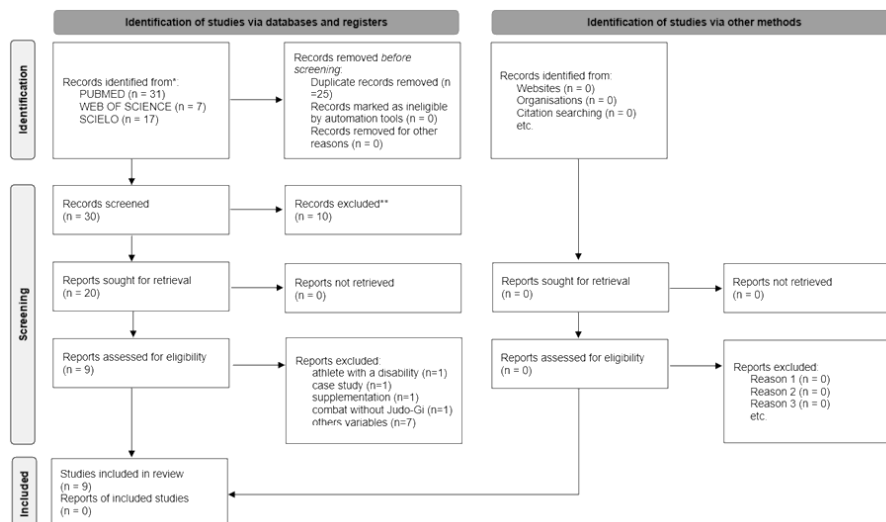 Identification of studies via databases and registers
Identification of studies via other methods
Identification
Records identified from*:
PUBMED (n = 31)
WEB OF SCIENCE (n = 7)
SCIELO (n = 17)
Records removed before
screening:
Duplicate records removed (n
=25)
Records marked as ineligible
by automation tools (n = 0)
Records removed for other
reasons (n = 0)
Records identified from:
Websites (n = 0)
Organisations (n = 0)
Citation searching (n = 0)
etc.
Screening
Records screened
(n = 30)
Records excluded**
(n = 10)
Reports sought for retrieval
(n = 20)
Reports not retrieved
(n = 0)
Reports sought for retrieval
(n = 0)
Reports not retrieved
(n = 0)
Reports assessed for eligibility
(n = 9)
Reports excluded:
athlete with a disability (n=1)
case study (n=1)
supplementation (n=1)
combat without Judo-Gi (n=1)
others variables (n=7)
Reports assessed for eligibility
(n = 0)
Reports excluded:
Reason 1 (n = 0)
Reason 2 (n = 0)
Reason 3 (n = 0)
etc.
Included
Studies included in review
(n = 9)
Reports of included studies
(n = 0)